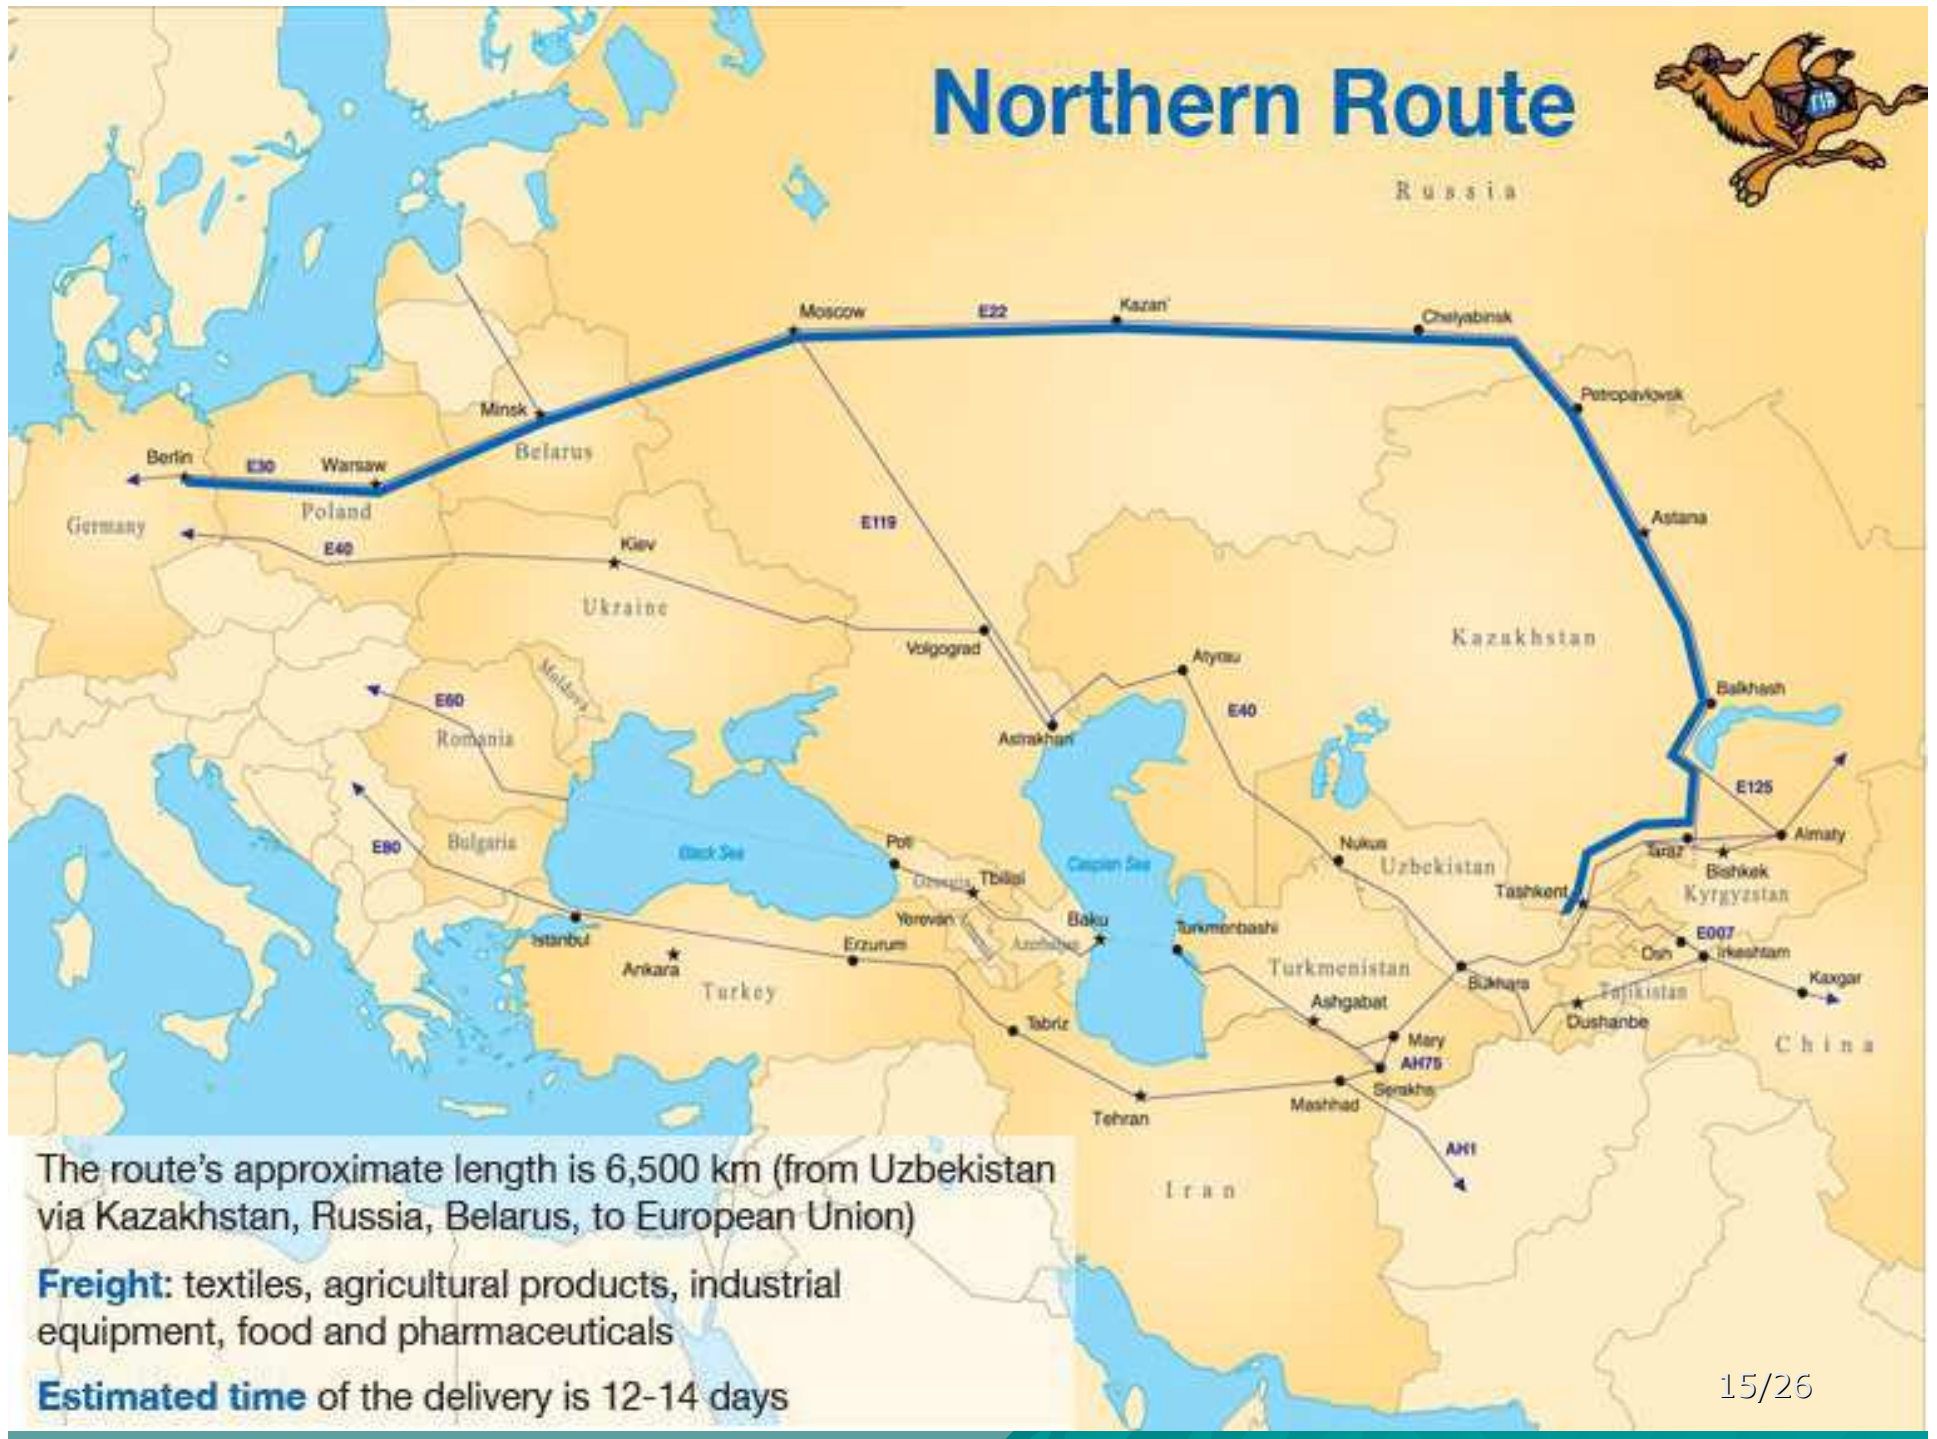 Northern Route
TIR
Russia
Moscow
E22
Kazan'
Chelyabinsk
Petropavlovsk
Minsk
Belarus
Berlin
E30
Warsaw
Poland
Germany
E40
Kiev
Ukraine
E119
Astana
Volgograd
Kazakhstan
Atyrau
E40
Balkhash
Moldova
E60
Romania
Astrakhan
E125
Almaty
E80
Bulgaria
Black Sea
Poti
Georgia
Tbilisi
Caspian Sea
Nukus
Uzbekistan
Taraz
Bishkek
Kyrgyzstan
Tashkent
Yerevan
Baku
Azerbaijan
Turkmenbashi
Istanbul
Ankara
Erzurum
Turkey
E007
Osh
Irkeshtam
Turkmenistan
Bukhara
Kaxgar
Tajikistan
Ashgabat
Dushanbe
Tabriz
Mary
China
AH75
Serakhs
Tehran
Mashhad
AH1
Iran
The route's approximate length is 6,500 km (from Uzbekistan
via Kazakhstan, Russia, Belarus, to European Union)
Freight: textiles, agricultural products, industrial
equipment, food and pharmaceuticals
Estimated time of the delivery is 12-14 days
15/26